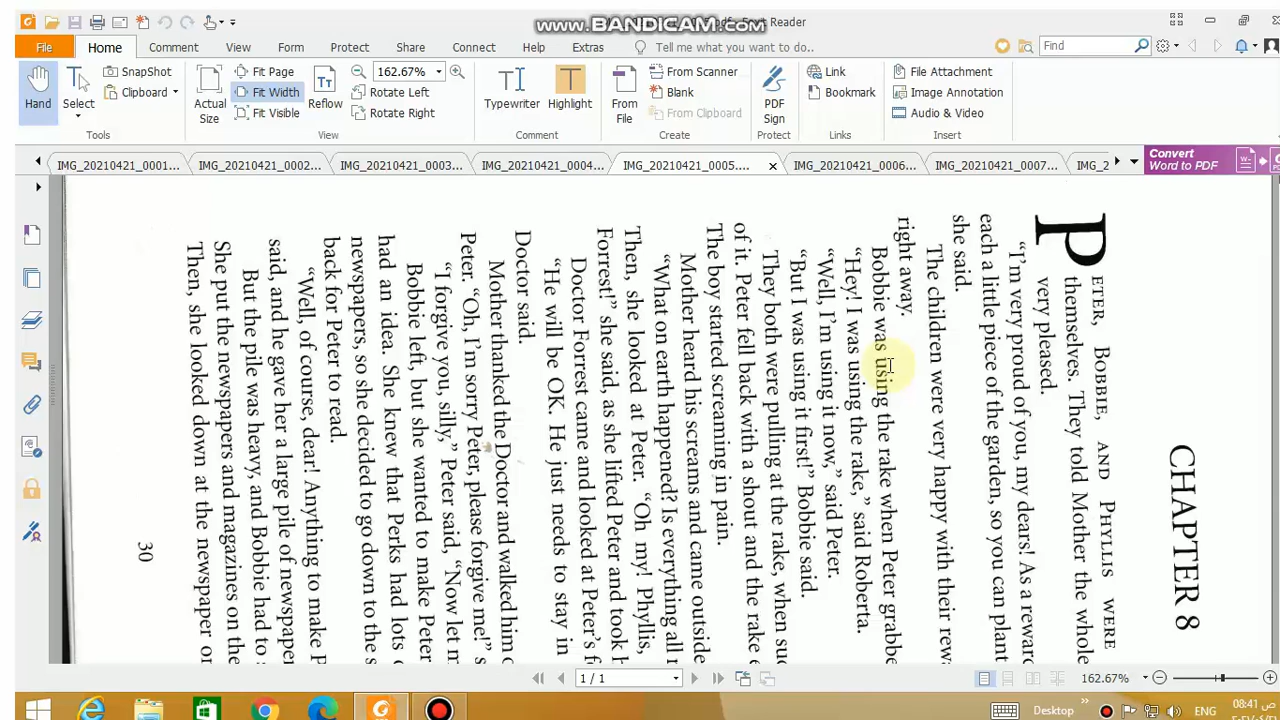 www.BANDICAM.com
Reader
File
Home
Comment
View
Form
Protect
Share
Connect
Help
Extras
Tell me what you want to do..
Find
Hand
Select
SnapShot
Clipboard
Tools
Actual
Size
Fit Page
Fit Width
Fit Visible
Reflow
162.67%
Rotate Left
Rotate Right
View
Typewriter
Highlight
Comment
From
File
From Scanner
Blank
From Clipboard
Create
PDF
Sign
Protect
Link
Bookmark
Links
File Attachment
Image Annotation
Audio & Video
Insert
IMG_20210421_0001...
IMG_20210421_0002...
IMG_20210421_0003...
IMG_20210421_0004...
IMG_20210421_0005....
IMG_20210421_0006...
IMG_20210421_0007...
IMG_2
Convert
Word to PDF
CHAPTER 8
PETER, BOBBIE, AND PHYLLIS WERE
themselves. They told Mother the whole
very pleased.
“I’m very proud of you, my dears! As a reward
each a little piece of the garden, so you can plant
she said.
The children were very happy with their
right away.
Bobbie was using the rake when Peter
“Hey! I was using the rake,” said Roberta.
“Well, I’m using it now,” said Peter.
“But I was using it first!” Bobbie said.
They both were pulling at the rake, when
of it. Peter fell back with a shout and the rake
The boy started screaming in pain.
Mother heard his screams and came outside
“What on earth happened? Is everything all
Then, she looked at Peter. “Oh my! Phyllis,
Forrest!” she said, as she lifted Peter and took
Doctor Forrest came and looked at Peter’s
“He will be OK. He just needs to stay in
Doctor said.
Mother thanked the Doctor and walked him
Peter. “Oh, I’m sorry Peter, please forgive me!”
“I forgive you, silly,” Peter said, “Now let
Bobbie left, but she wanted to make Peter
had an idea. She knew that Perks had lots
newspapers, so she decided to go down to the
back for Peter to read.
“Well, of course, dear! Anything to make
said, and he gave her a large pile of
But the pile was heavy, and Bobbie had to
She put the newspapers and magazines on the
Then, she looked down at the newspaper
30
1 / 1
162.67%
Desktop
ENG
08:41 ص